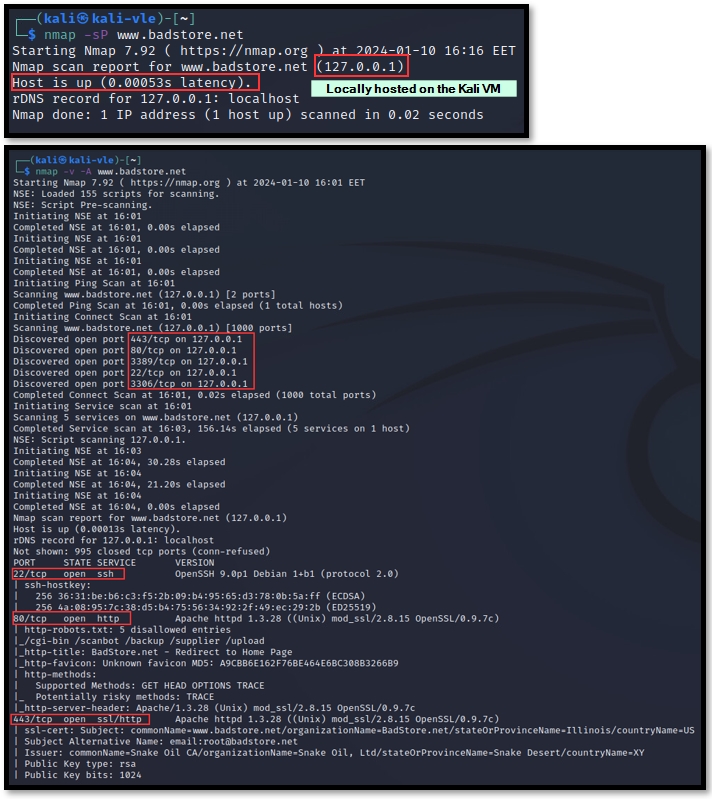 ┌──(kali㉿kali-vle)-[~]
└─$ nmap -sP www.badstore.net
Starting Nmap 7.92 ( https://nmap.org ) at 2024-01-10 16:16 EET
Nmap scan report for www.badstore.net (127.0.0.1)
Host is up (0.00053s latency).
Locally hosted on the Kali VM
rDNS record for 127.0.0.1: localhost
Nmap done: 1 IP address (1 host up) scanned in 0.02 seconds
┌──(kali㉿kali-vle)-[~]
└─$ nmap -v -A www.badstore.net
Starting Nmap 7.92 ( https://nmap.org ) at 2024-01-10 16:01 EET
NSE: Loaded 155 scripts for scanning.
NSE: Script Pre-scanning.
Initiating NSE at 16:01
Completed NSE at 16:01, 0.00s elapsed
Initiating NSE at 16:01
Completed NSE at 16:01, 0.00s elapsed
Initiating NSE at 16:01
Completed NSE at 16:01, 0.00s elapsed
Initiating Ping Scan at 16:01
Scanning www.badstore.net (127.0.0.1) [2 ports]
Completed Ping Scan at 16:01, 0.00s elapsed (1 total hosts)
Initiating Connect Scan at 16:01
Scanning www.badstore.net (127.0.0.1) [1000 ports]
Discovered open port 443/tcp on 127.0.0.1
Discovered open port 80/tcp on 127.0.0.1
Discovered open port 3389/tcp on 127.0.0.1
Discovered open port 22/tcp on 127.0.0.1
Discovered open port 3306/tcp on 127.0.0.1
Completed Connect Scan at 16:01, 0.02s elapsed (1000 total ports)
Initiating Service scan at 16:01
Scanning 5 services on www.badstore.net (127.0.0.1)
Completed Service scan at 16:03, 156.14s elapsed (5 services on 1 host)
NSE: Script scanning 127.0.0.1.
Initiating NSE at 16:03
Completed NSE at 16:04, 30.28s elapsed
Initiating NSE at 16:04
Completed NSE at 16:04, 21.20s elapsed
Initiating NSE at 16:04
Completed NSE at 16:04, 0.00s elapsed
Nmap scan report for www.badstore.net (127.0.0.1)
Host is up (0.00013s latency).
rDNS record for 127.0.0.1: localhost
Not shown: 995 closed tcp ports (conn-refused)
PORT     STATE SERVICE       VERSION
22/tcp   open  ssh           OpenSSH 9.0p1 Debian 1+b1 (protocol 2.0)
| ssh-hostkey:
|   256 36:31:be:b6:c3:f5:2b:09:b4:95:65:d3:78:0b:5a:ff (ECDSA)
|   256 4a:08:95:7c:38:d5:b4:75:56:34:92:2f:49:ec:29:2b (ED25519)
80/tcp   open  http          Apache httpd 1.3.28 ((Unix) mod_ssl/2.8.15 OpenSSL/0.9.7c)
| http-robots.txt: 5 disallowed entries
|_/cgi-bin /scanbot /backup /supplier /upload
|_http-title: BadStore.net - Redirect to Home Page
|_http-favicon: Unknown favicon MD5: A9CBB6E162F76BE464E6BC308B3266B9
| http-methods:
|   Supported Methods: GET HEAD OPTIONS TRACE
|_  Potentially risky methods: TRACE
|_http-server-header: Apache/1.3.28 (Unix) mod_ssl/2.8.15 OpenSSL/0.9.7c
443/tcp  open  ssl/http      Apache httpd 1.3.28 ((Unix) mod_ssl/2.8.15 OpenSSL/0.9.7c)
| ssl-cert: Subject: commonName=www.badstore.net/organizationName=BadStore.net/stateOrProvinceName=Illinois/countryName=US
| Subject Alternative Name: email:root@badstore.net
| Issuer: commonName=Snake Oil CA/organizationName=Snake Oil, Ltd/stateOrProvinceName=Snake Desert/countryName=XY
| Public Key type: rsa
| Public Key bits: 1024